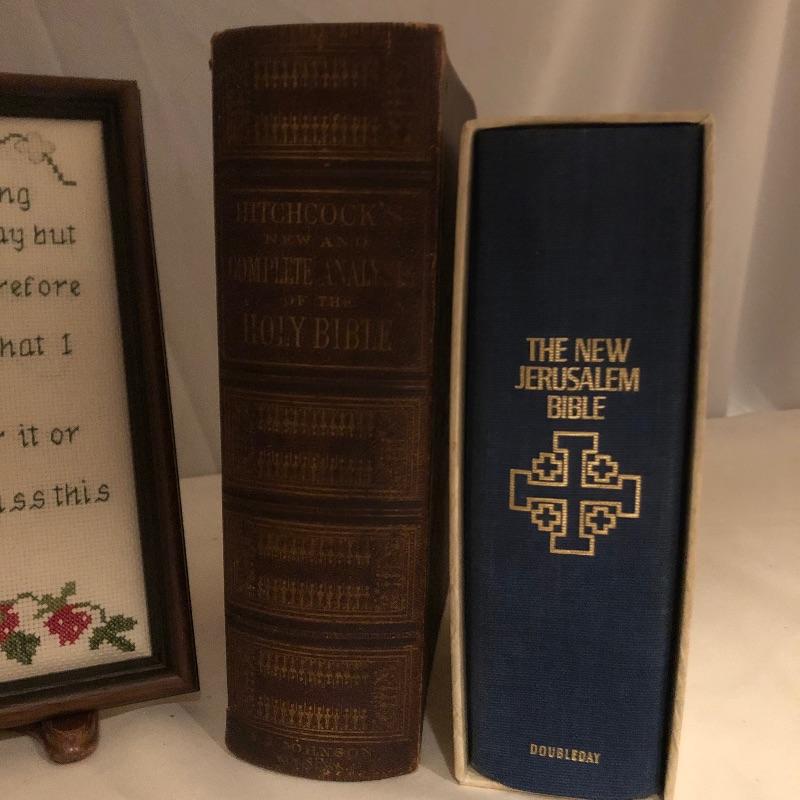 ng
ay but
refore
hat I
r it or
ass this
HITCHCOCK'S
NEW AND
COMPLETE ANALYSIS
OF THE
HOLY BIBLE
JOHNSON
THE NEW
JERUSALEM
BIBLE
DOUBLEDAY